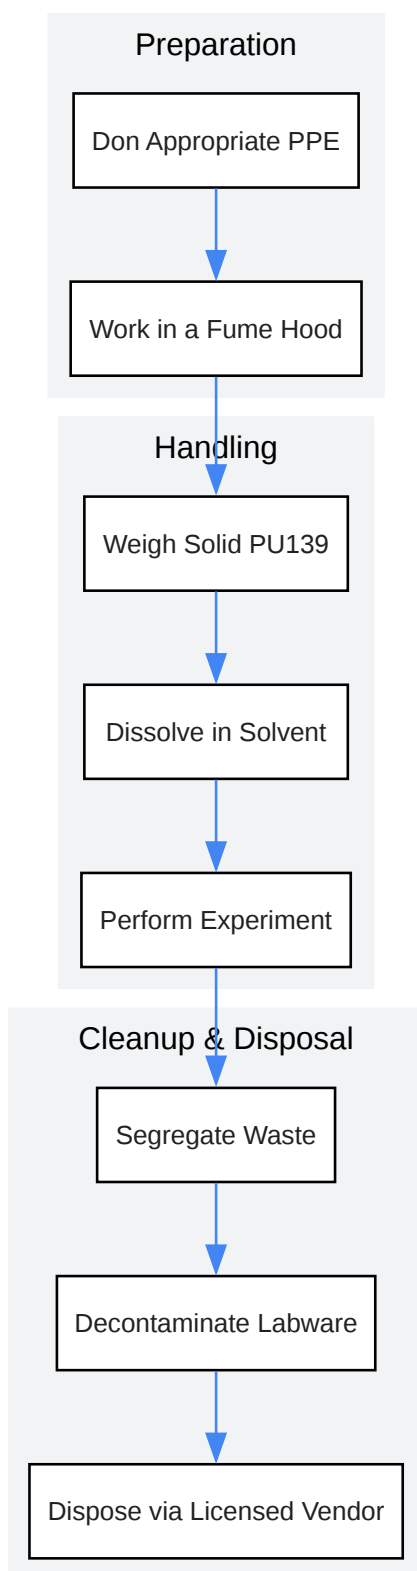 Preparation
Don Appropriate PPE
Work in a Fume Hood
Handling
Weigh Solid PU139
Dissolve in Solvent
Perform Experiment
Cleanup & Disposal
Segregate Waste
Decontaminate Labware
Dispose via Licensed Vendor